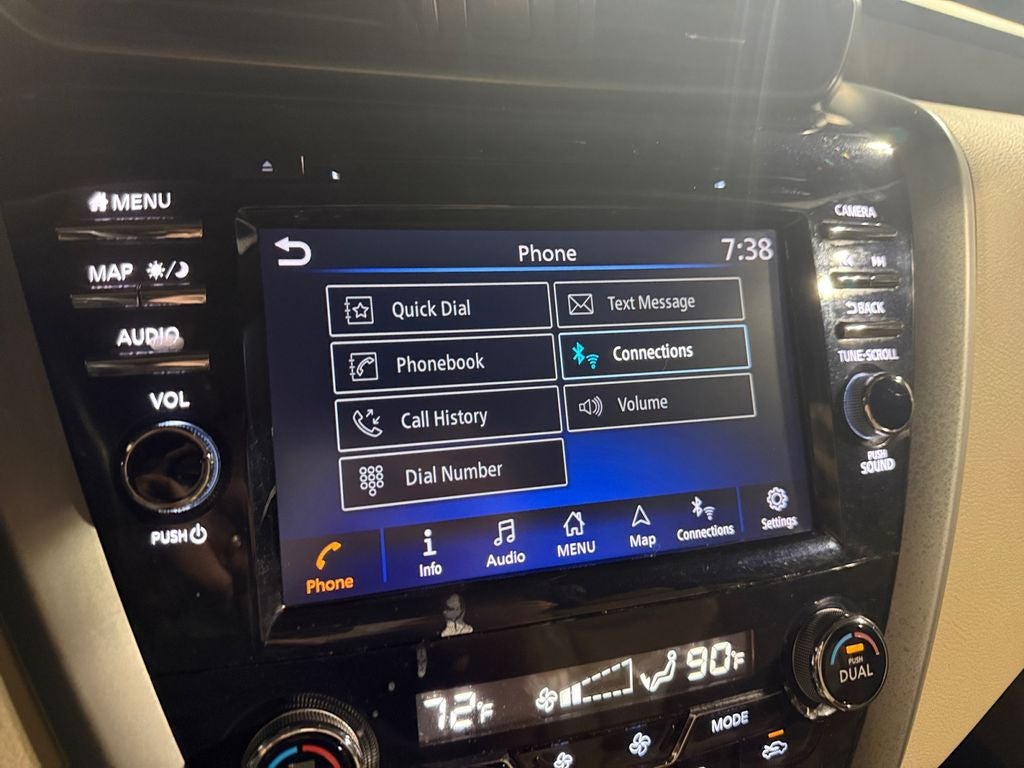 MENU
MAP
AUDIO
VOL
PUSH
Phone
7:38
Quick Dial
Text Message
Phonebook
Connections
Call History
Volume
Dial Number
Phone
Info
Audio
MENU
Map
Connections
Settings
CAMERA
BACK
TUNE-SCROLL
PUSH
SOUND
72°F
90°F
PUSH
DUAL
MODE